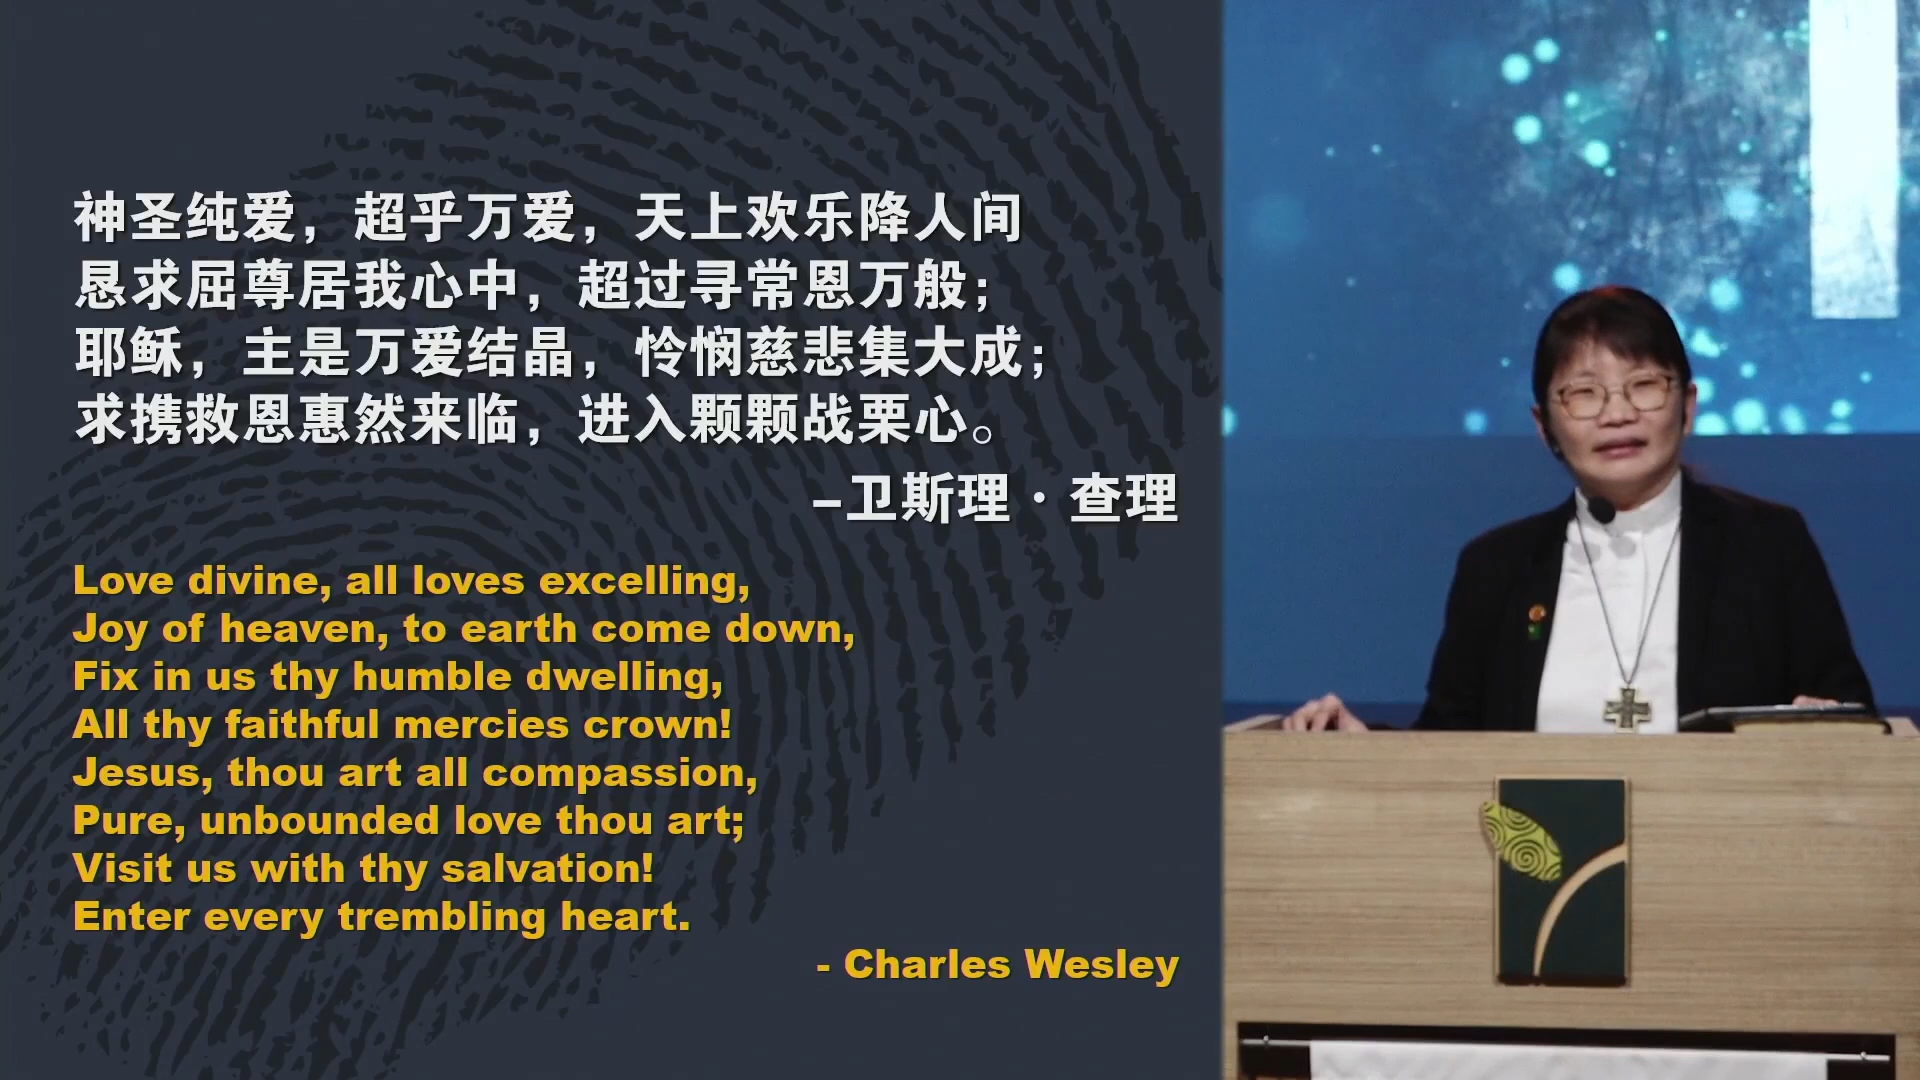 神圣纯爱，超乎万爱，天上欢乐降人间
恳求屈尊居我心中，超过寻常恩万般；
耶稣，主是万爱结晶，怜悯慈悲集大成；
求携救恩惠然来临，进入颗颗战栗心。
–卫斯理·查理
Love divine, all loves excelling,
Joy of heaven, to earth come down,
Fix in us thy humble dwelling,
All thy faithful mercies crown!
Jesus, thou art all compassion,
Pure, unbounded love thou art;
Visit us with thy salvation!
Enter every trembling heart.
- Charles Wesley